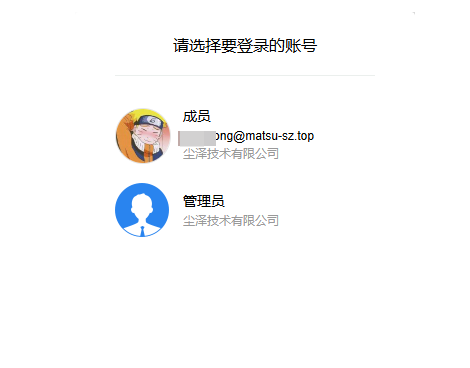 请选择要登录的账号
成员
ong@matsu-sz.top
尘泽技术有限公司
管理员
尘泽技术有限公司